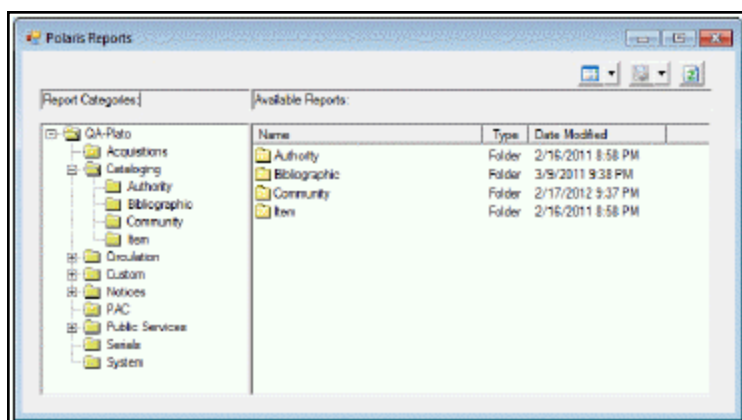 Polaris Reports
Report Categories:
Available Reports:
QA-Plato
Acquisitions
Cataloging
Authority
Bibliographic
Community
Item
Circulation
Custom
Notices
PAC
Public Services
Serials
System
Name Type Date Modified
Authority Folder 2/16/2011 8:58 PM
Bibliographic Folder 3/9/2011 9:38 PM
Community Folder 2/17/2012 9:37 PM
Item Folder 2/16/2011 8:58 PM